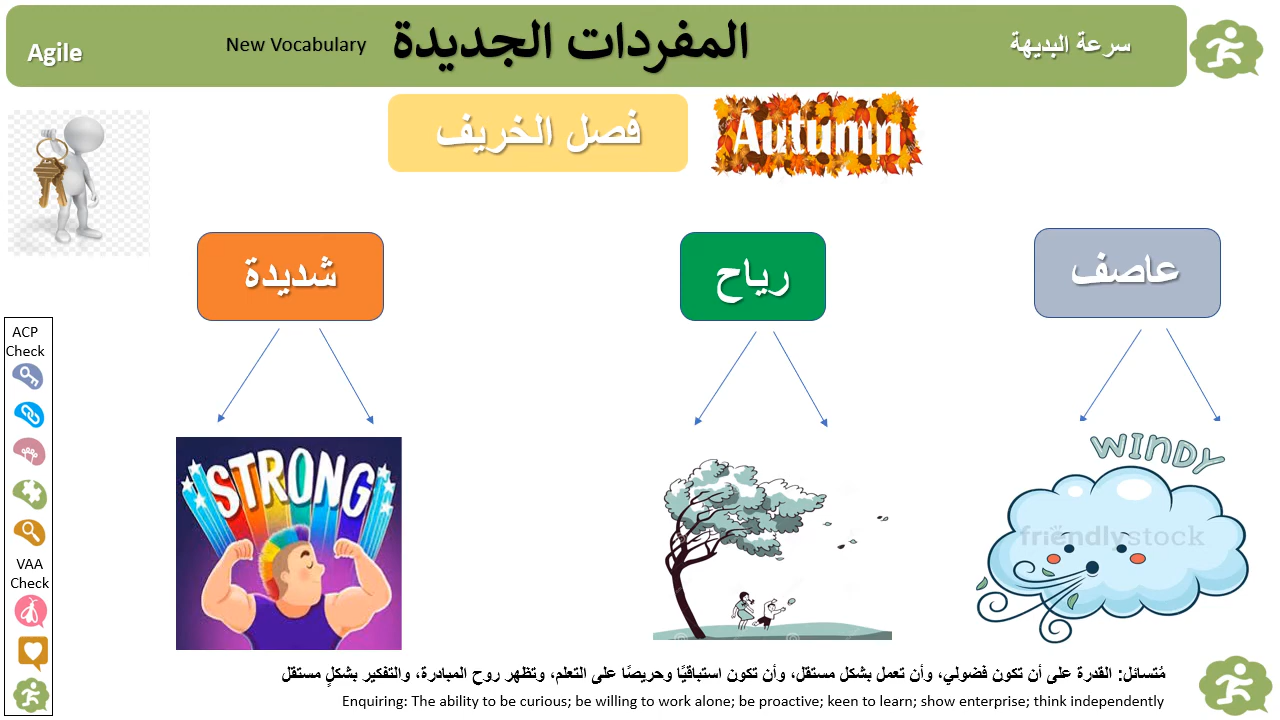 سرعة البديهة
المفردات الجديدة
New Vocabulary
Agile
فصل الخريف
Autumn
عاصف
رياح
شديدة
WINDY
friendlystock
STRONG
ACP
Check
VAA
Check
مُتسائل: القدرة على أن تكون فضولي، وأن تعمل بشكل مستقل، وأن تكون استباقيًا وحريصًا على التعلم، وتظهر روح المبادرة، والتفكير بشكلٍ مستقل
Enquiring: The ability to be curious; be willing to work alone; be proactive; keen to learn; show enterprise; think independently